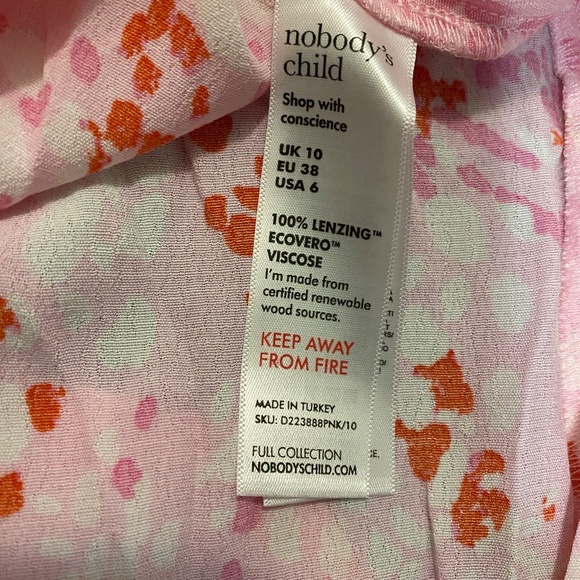 nobody's
child
Shop with
conscience
UK 10
EU 38
USA 6
100% LENZING™
ECOVERO™
VISCOSE
I'm made from
certified renewable
wood sources.
KEEP AWAY
FROM FIRE
MADE IN TURKEY
SKU: D223888PNK/10
FULL COLLECTION
NOBODYSCHILD.COM